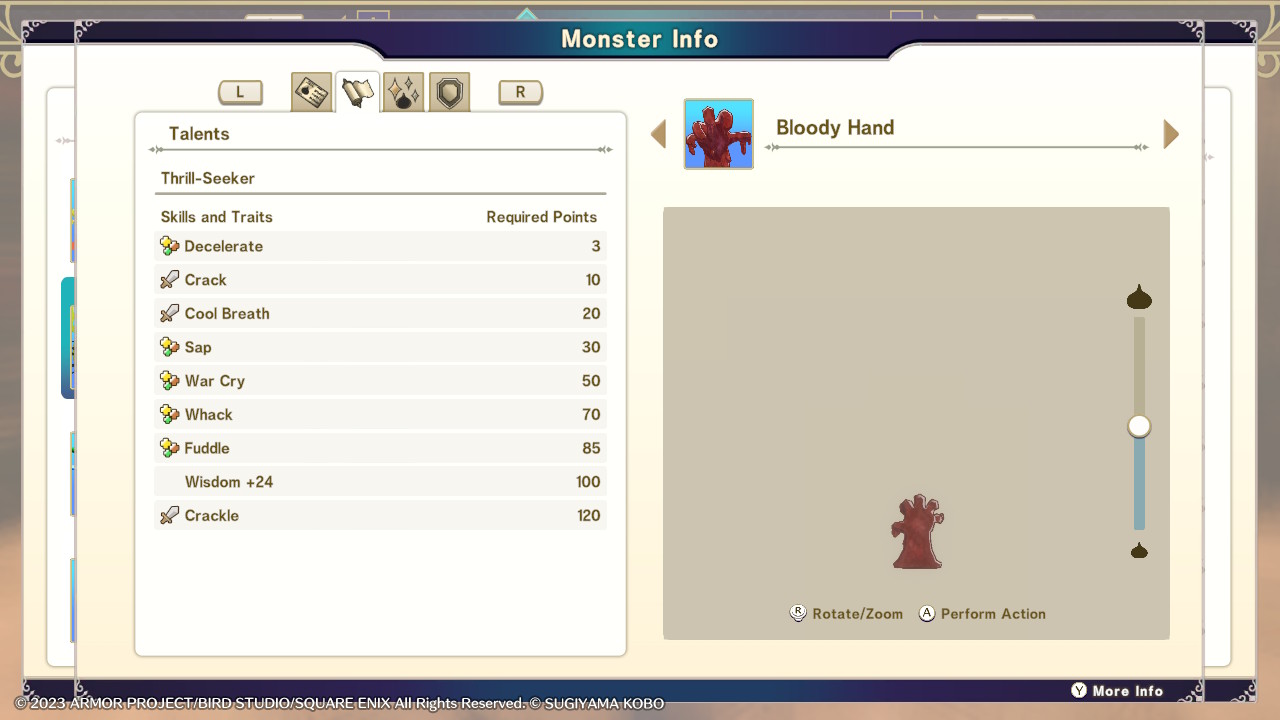 Monster Info
L
R
Talents
Thrill-Seeker
Skills and Traits Required Points
Decelerate 3
Crack 10
Cool Breath 20
Sap 30
War Cry 50
Whack 70
Fuddle 85
Wisdom +24 100
Crackle 120
Bloody Hand
R Rotate/Zoom A Perform Action
Y More Info
© 2023 ARMOR PROJECT/BIRD STUDIO/SQUARE ENIX All Rights Reserved. © SUGIYAMA KOBO